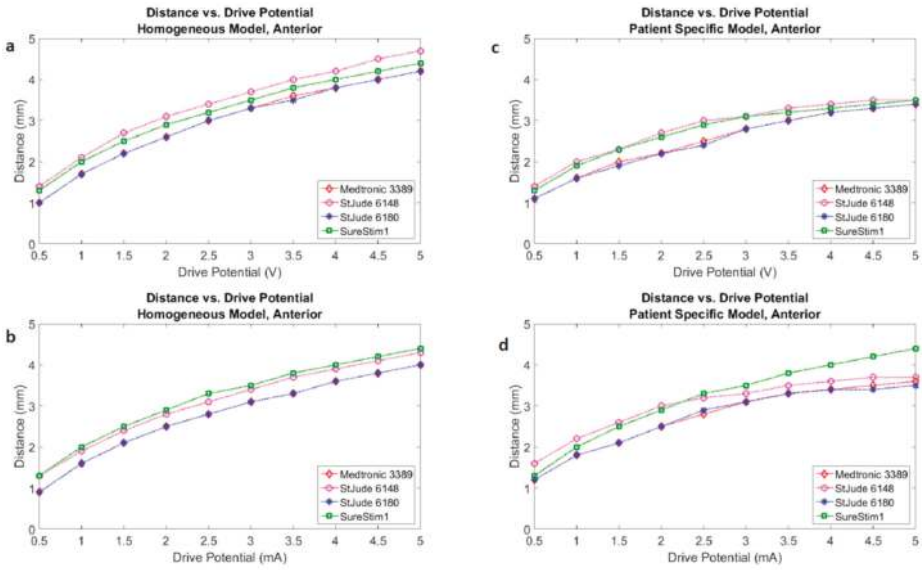 a
Distance vs. Drive Potential
Homogeneous Model, Anterior
Distance (mm)
5
4
3
2
1
0
0.5 1 1.5 2 2.5 3 3.5 4 4.5 5
Drive Potential (V)
Medtronic 3389
StJude 6148
StJude 6180
SureStim1
c
Distance vs. Drive Potential
Patient Specific Model, Anterior
Distance (mm)
5
4
3
2
1
0
0.5 1 1.5 2 2.5 3 3.5 4 4.5 5
Drive Potential (V)
Medtronic 3389
StJude 6148
StJude 6180
SureStim1
b
Distance vs. Drive Potential
Homogeneous Model, Anterior
Distance (mm)
5
4
3
2
1
0
0.5 1 1.5 2 2.5 3 3.5 4 4.5 5
Drive Potential (mA)
Medtronic 3389
StJude 6148
StJude 6180
SureStim1
d
Distance vs. Drive Potential
Patient Specific Model, Anterior
Distance (mm)
5
4
3
2
1
0
0.5 1 1.5 2 2.5 3 3.5 4 4.5 5
Drive Potential (mA)
Medtronic 3389
StJude 6148
StJude 6180
SureStim1